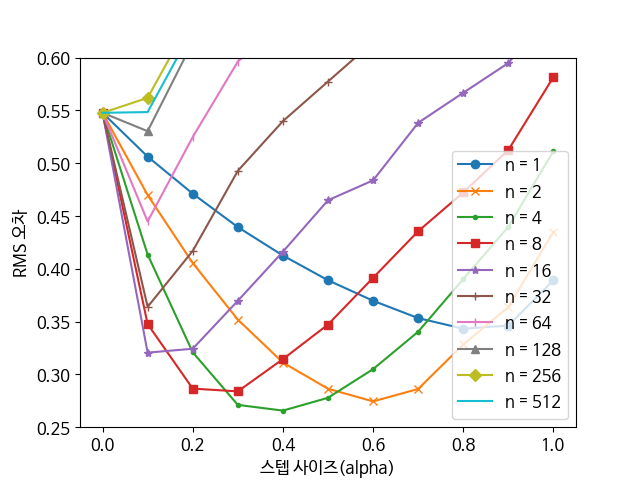 0.60
0.55
0.50
0.45
0.40
0.35
0.30
0.25
RMS 오차
0.0
0.2
0.4
0.6
0.8
1.0
스텝 사이즈(alpha)
n = 1
n = 2
n = 4
n = 8
n = 16
n = 32
n = 64
n = 128
n = 256
n = 512